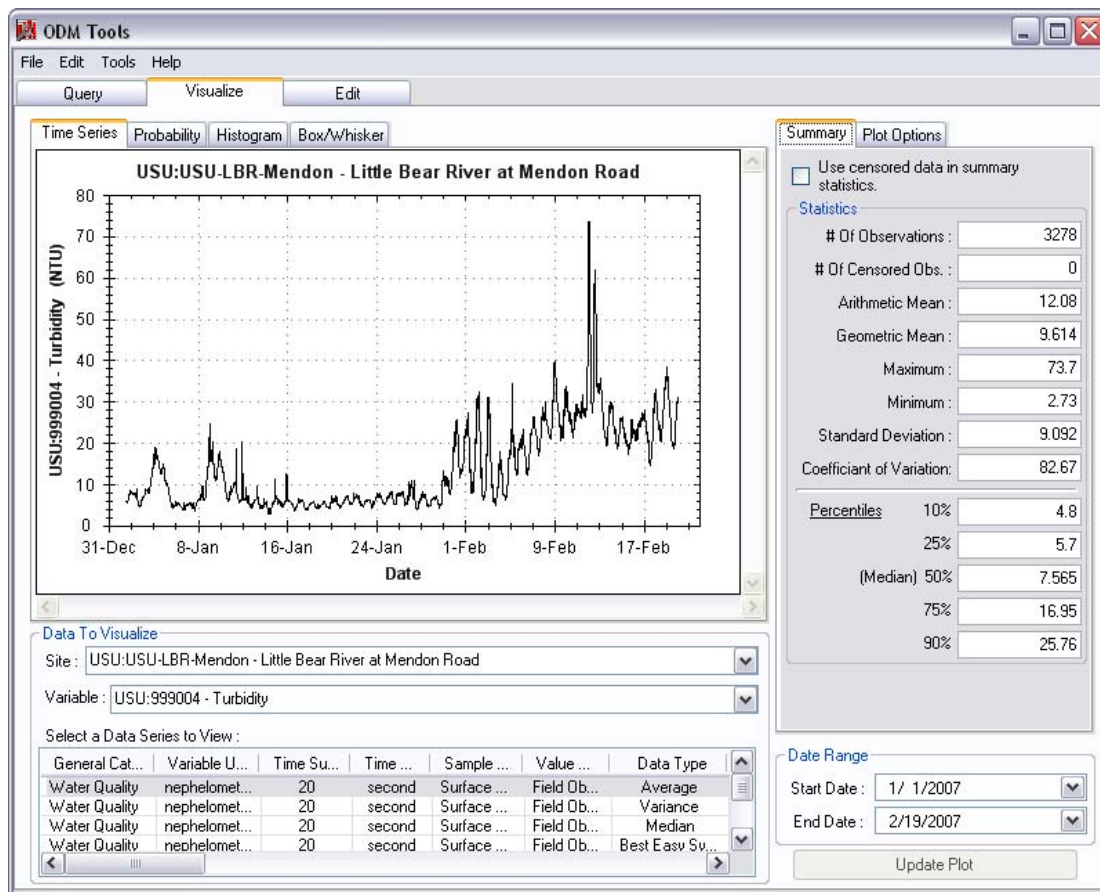 ODM Tools
File Edit Tools Help
Query Visualize Edit
Time Series Probability Histogram Box/Whisker
USU:USU-LBR-Mendon - Little Bear River at Mendon Road
USU:999004 - Turbidity (NTU)
80
70
60
50
40
30
20
10
0
31-Dec 8-Jan 16-Jan 24-Jan 1-Feb 9-Feb 17-Feb
Date
Summary Plot Options
Use censored data in summary
statistics.
Statistics
# Of Observations : 3278
# Of Censored Obs. : 0
Arithmetic Mean : 12.08
Geometric Mean : 9.614
Maximum : 73.7
Minimum : 2.73
Standard Deviation : 9.092
Coefficiant of Variation: 82.67
Percentiles 10% 4.8
25% 5.7
(Median) 50% 7.565
75% 16.95
90% 25.76
Data To Visualize
Site : USU:USU-LBR-Mendon - Little Bear River at Mendon Road
Variable : USU:999004 - Turbidity
Select a Data Series to View :
General Cat... Variable U... Time Su... Time ... Sample ... Value ... Data Type
Water Quality nephelomet... 20 second Surface ... Field Ob... Average
Water Quality nephelomet... 20 second Surface ... Field Ob... Variance
Water Quality nephelomet... 20 second Surface ... Field Ob... Median
Water Quality nephelomet... 20 second Surface ... Field Ob... Best Easy Sy...
Date Range
Start Date : 1/ 1/2007
End Date : 2/19/2007
Update Plot